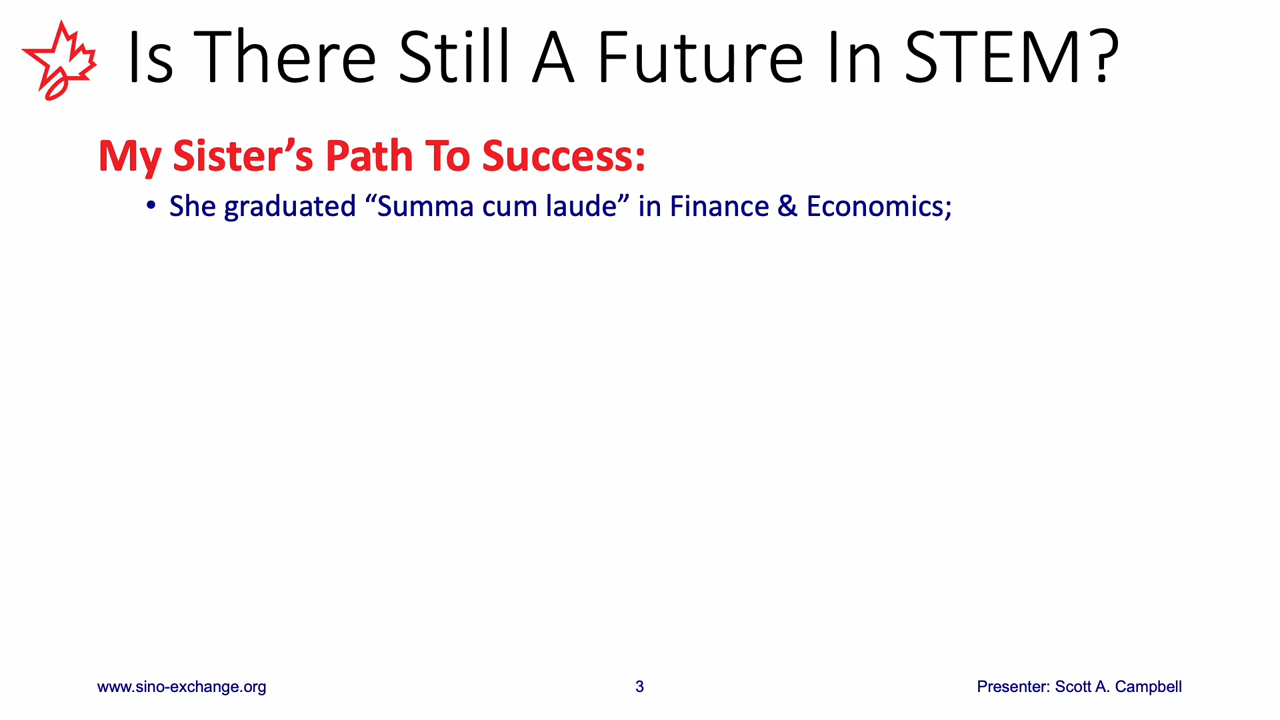 Is There Still A Future In STEM?
My Sister’s Path To Success:
• She graduated “Summa cum laude” in Finance & Economics;
www.sino-exchange.org
3
Presenter: Scott A. Campbell